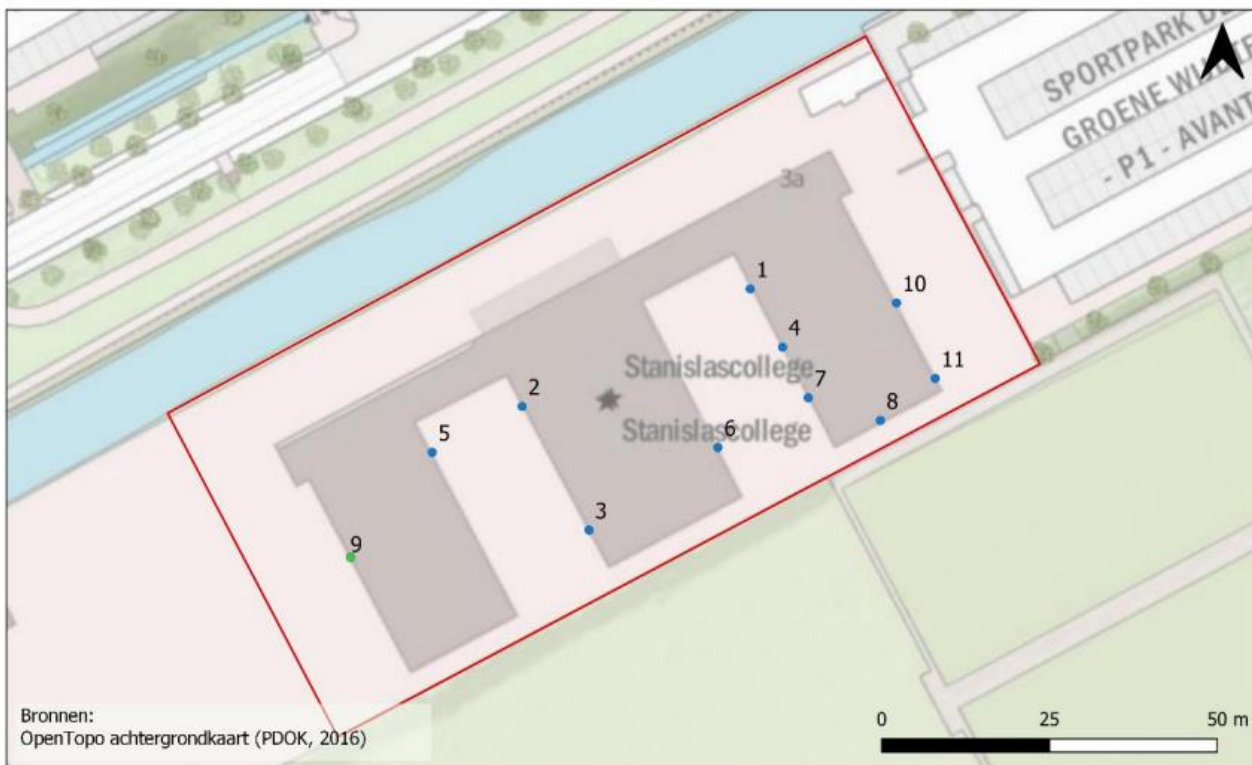 SPORTPARK DE
GROENE WIJDTE
- P1 - AVANT
3a
1
10
4
Stanislascollege
11
7
2
8
Stanislascollege
6
5
3
9
Bronnen:
OpenTopo achtergrondkaart (PDOK, 2016)
0
25
50 m